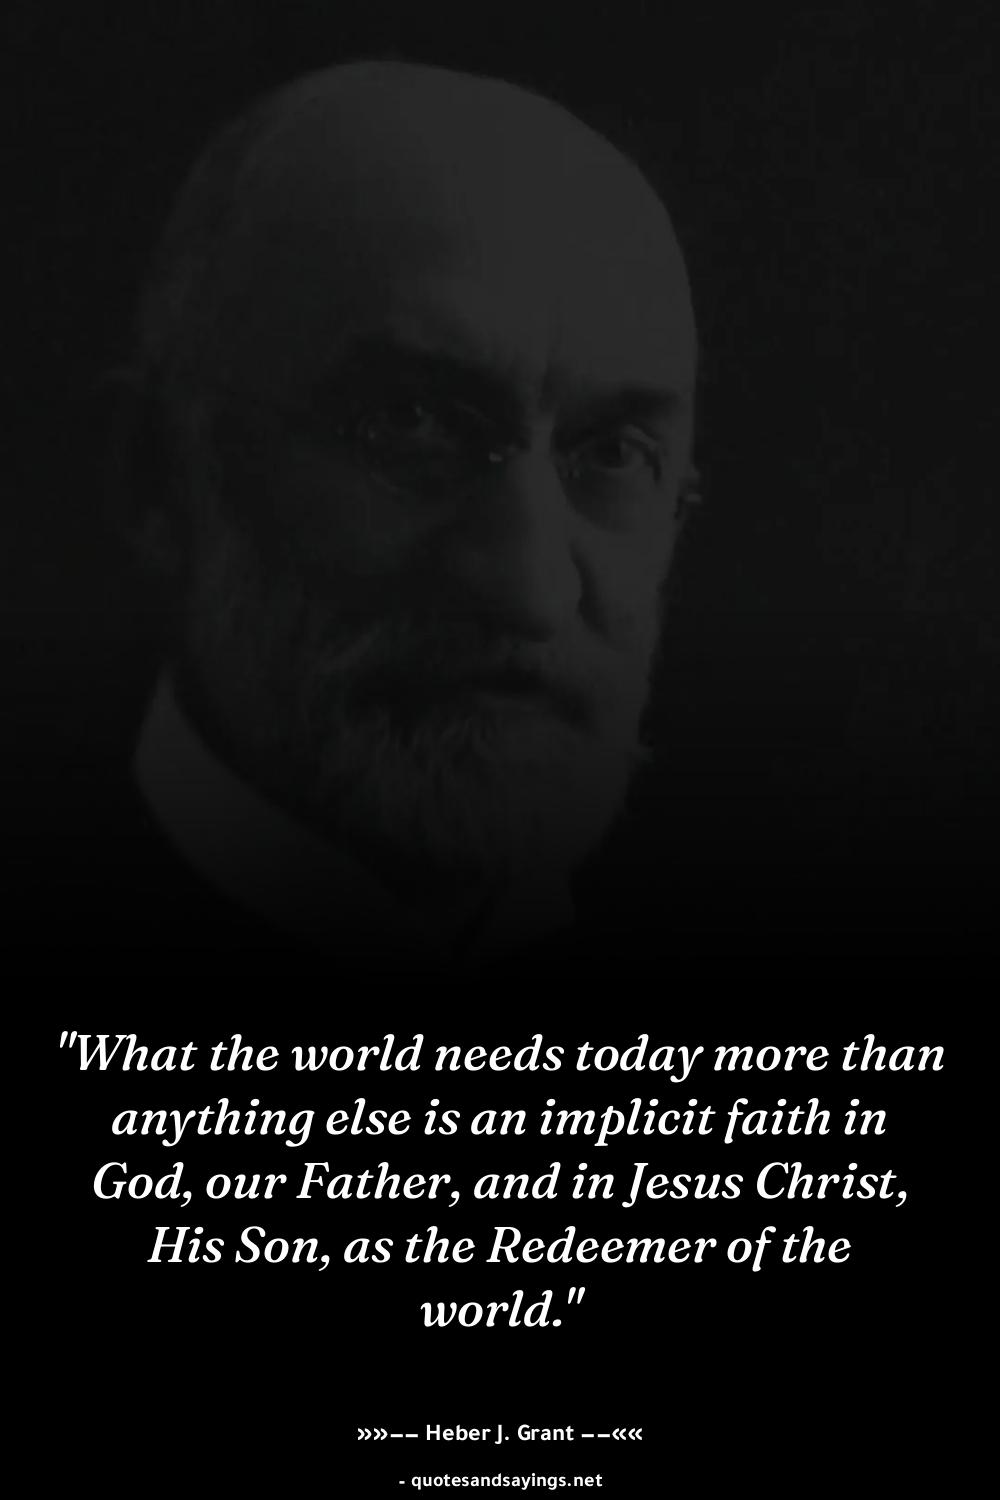 "What the world needs today more than
anything else is an implicit faith in
God, our Father, and in Jesus Christ,
His Son, as the Redeemer of the
world."
»»–– Heber J. Grant ––««
- quotesandsayings.net